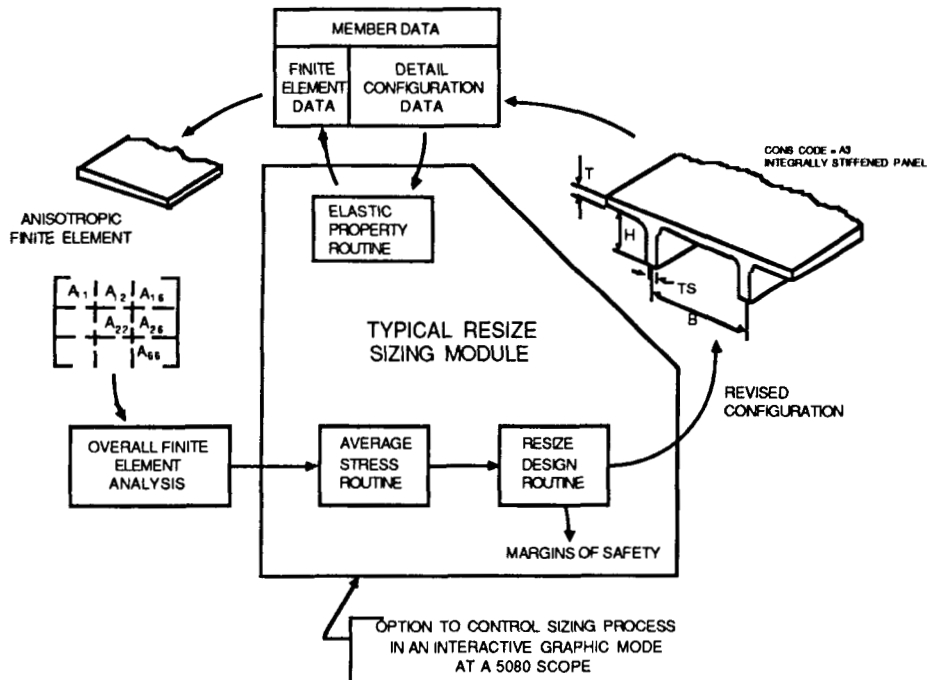 MEMBER DATA
FINITE
ELEMENT
DATA
DETAIL
CONFIGURATION
DATA
CONS CODE = A3
INTEGRALLY STIFFENED PANEL
T
H
TS
B
ANISOTROPIC
FINITE ELEMENT
ELASTIC
PROPERTY
ROUTINE
A11 A12 A16
A22 A26
A66
TYPICAL RESIZE
SIZING MODULE
REVISED
CONFIGURATION
OVERALL FINITE
ELEMENT
ANALYSIS
AVERAGE
STRESS
ROUTINE
RESIZE
DESIGN
ROUTINE
MARGINS OF SAFETY
OPTION TO CONTROL SIZING PROCESS
IN AN INTERACTIVE GRAPHIC MODE
AT A 5080 SCOPE